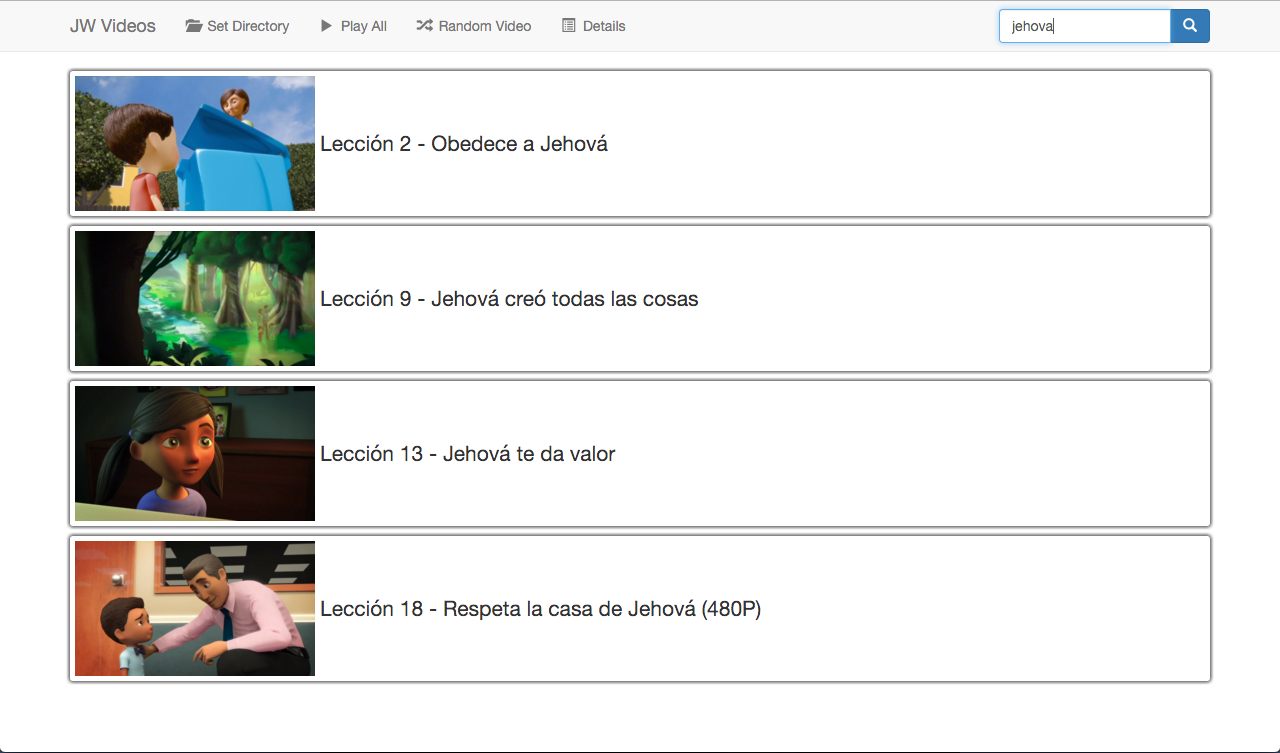 JW Videos Set Directory Play All Random Video Details jehova
Lección 2 - Obedece a Jehová
Lección 9 - Jehová creó todas las cosas
Lección 13 - Jehová te da valor
Lección 18 - Respeta la casa de Jehová (480P)